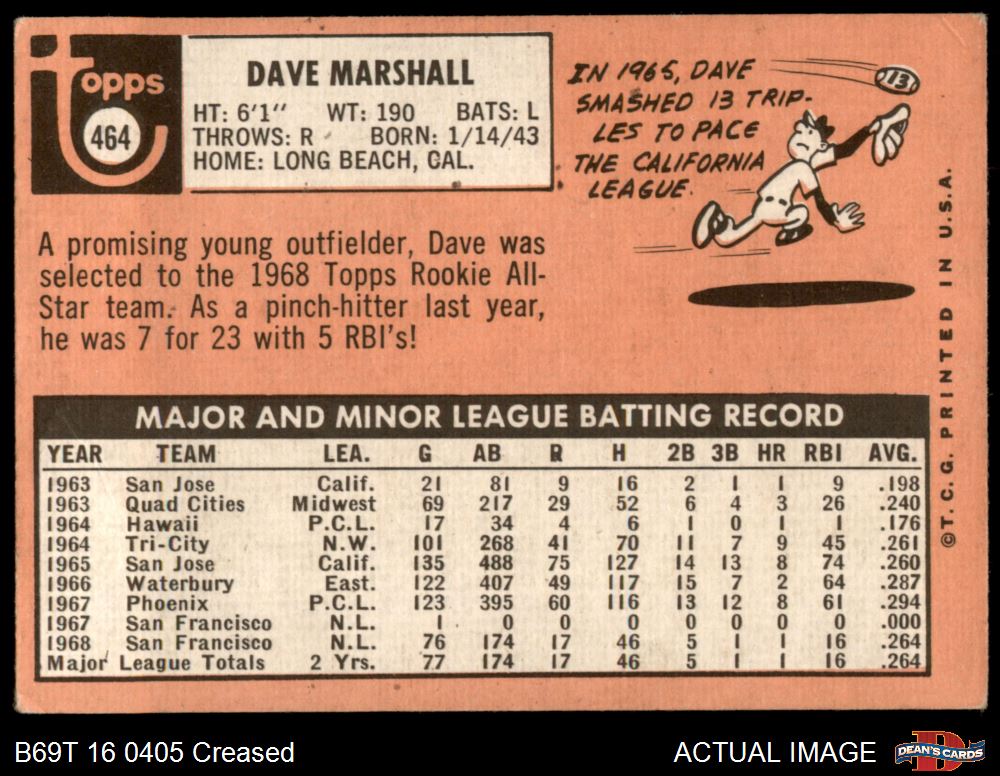 Topps
464
DAVE MARSHALL
HT: 6'1" WT: 190 BATS: L
THROWS: R BORN: 1/14/43
HOME: LONG BEACH, CAL.
IN 1965, DAVE
SMASHED 13 TRIP-
LES TO PACE
THE CALIFORNIA
LEAGUE.
13
A promising young outfielder, Dave was
selected to the 1968 Topps Rookie All-
Star team. As a pinch-hitter last year,
he was 7 for 23 with 5 RBI's!
MAJOR AND MINOR LEAGUE BATTING RECORD
YEAR TEAM LEA. G AB R H 2B 3B HR RBI AVG.
1963 San Jose Calif. 21 81 9 16 2 1 1 9 .198
1963 Quad Cities Midwest 69 217 29 52 6 4 3 26 .240
1964 Hawaii P.C.L. 17 34 4 6 1 0 1 1 .176
1964 Tri-City N.W. 101 268 41 70 11 7 9 45 .261
1965 San Jose Calif. 135 488 75 127 14 13 8 74 .260
1966 Waterbury East. 122 407 49 117 15 7 2 64 .287
1967 Phoenix P.C.L. 123 395 60 116 13 12 8 61 .294
1967 San Francisco N.L. 1 0 0 0 0 0 0 0 .000
1968 San Francisco N.L. 76 174 17 46 5 1 1 16 .264
Major League Totals 2 Yrs. 77 174 17 46 5 1 1 16 .264
©T.C.G. PRINTED IN U.S.A.
B69T 16 0405 Creased
ACTUAL IMAGE
DEAN'S CARDS